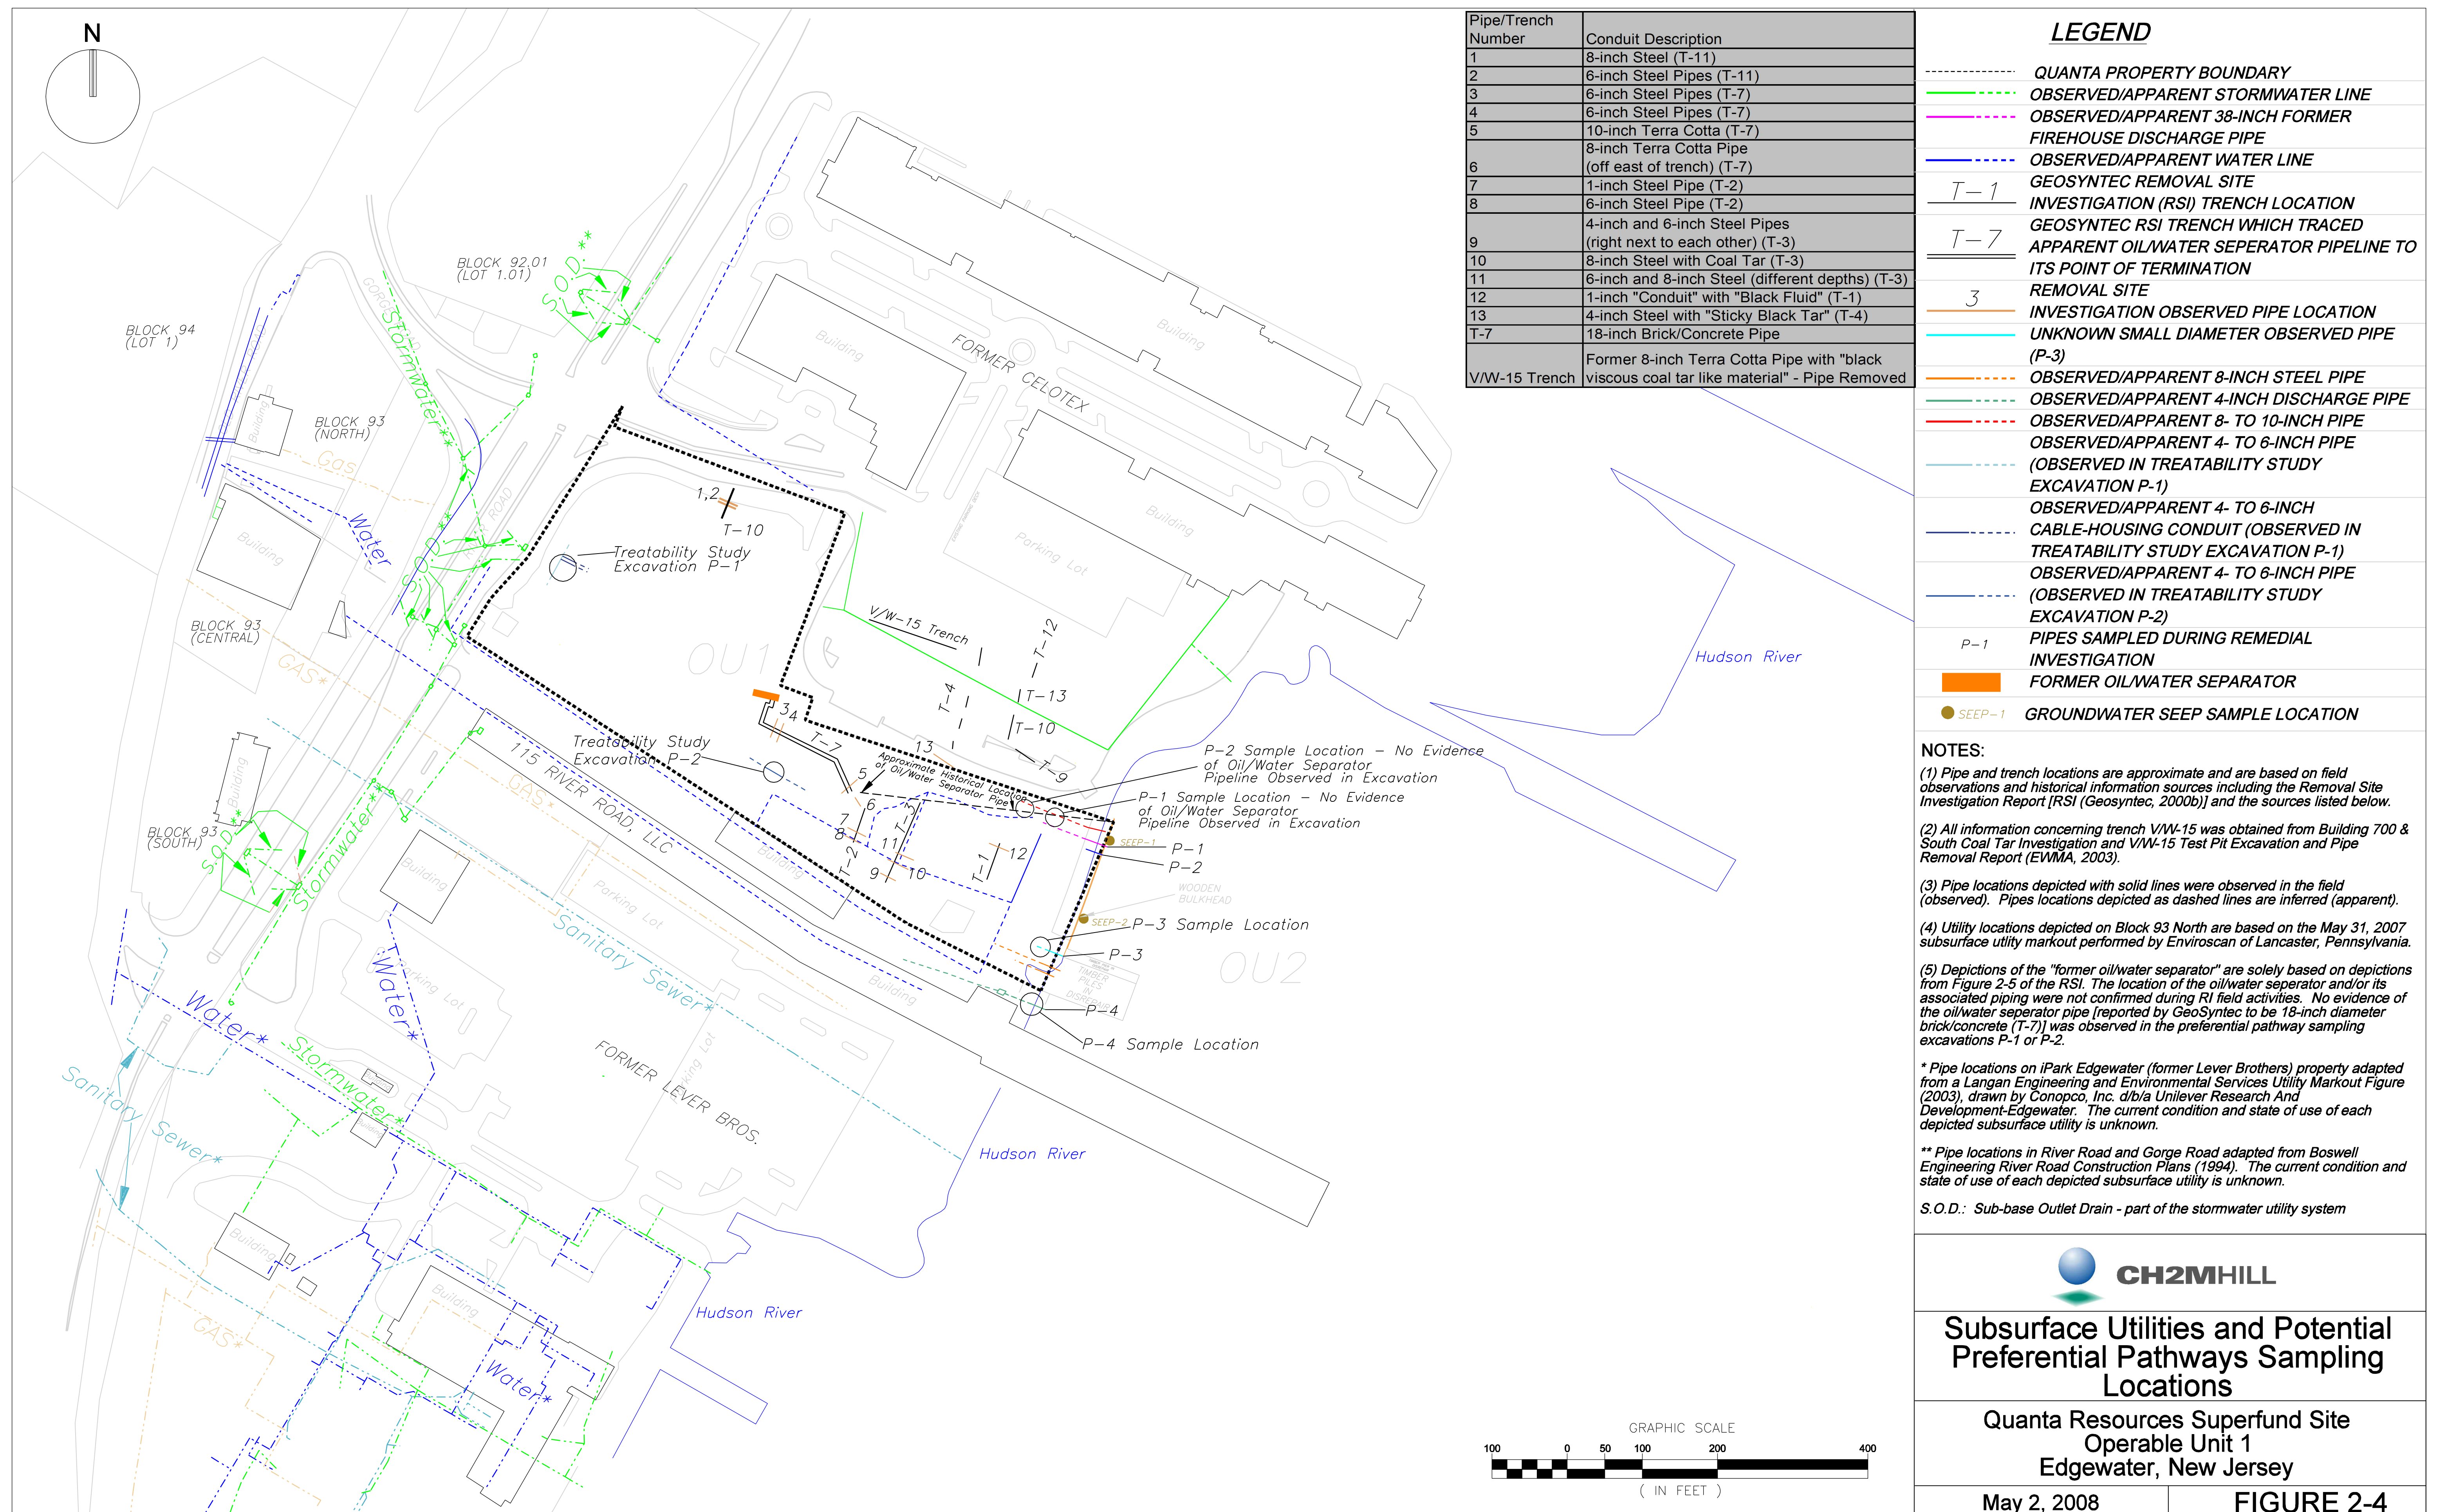 N
Pipe/Trench
Number Conduit Description
1 8-inch Steel (T-11)
2 6-inch Steel Pipes (T-11)
3 6-inch Steel Pipes (T-7)
4 6-inch Steel Pipes (T-7)
5 10-inch Terra Cotta (T-7)
8-inch Terra Cotta Pipe
6 (off east of trench) (T-7)
7 1-inch Steel Pipe (T-2)
8 6-inch Steel Pipe (T-2)
4-inch and 6-inch Steel Pipes
9 (right next to each other) (T-3)
10 8-inch Steel with Coal Tar (T-3)
11 6-inch and 8-inch Steel (different depths) (T-3)
12 1-inch "Conduit" with "Black Fluid" (T-1)
13 4-inch Steel with "Sticky Black Tar" (T-4)
T-7 18-inch Brick/Concrete Pipe
Former 8-inch Terra Cotta Pipe with "black
V/W-15 Trench viscous coal tar like material" - Pipe Removed
LEGEND
QUANTA PROPERTY BOUNDARY
OBSERVED/APPARENT STORMWATER LINE
OBSERVED/APPARENT 38-INCH FORMER
FIREHOUSE DISCHARGE PIPE
OBSERVED/APPARENT WATER LINE
T-1 GEOSYNTEC REMOVAL SITE
INVESTIGATION (RSI) TRENCH LOCATION
GEOSYNTEC RSI TRENCH WHICH TRACED
T-7 APPARENT OIL/WATER SEPERATOR PIPELINE TO
ITS POINT OF TERMINATION
3 REMOVAL SITE
INVESTIGATION OBSERVED PIPE LOCATION
UNKNOWN SMALL DIAMETER OBSERVED PIPE
(P-3)
OBSERVED/APPARENT 8-INCH STEEL PIPE
OBSERVED/APPARENT 4-INCH DISCHARGE PIPE
OBSERVED/APPARENT 8- TO 10-INCH PIPE
OBSERVED/APPARENT 4- TO 6-INCH PIPE
(OBSERVED IN TREATABILITY STUDY
EXCAVATION P-1)
OBSERVED/APPARENT 4- TO 6-INCH
CABLE-HOUSING CONDUIT (OBSERVED IN
TREATABILITY STUDY EXCAVATION P-1)
OBSERVED/APPARENT 4- TO 6-INCH PIPE
(OBSERVED IN TREATABILITY STUDY
EXCAVATION P-2)
P-1 PIPES SAMPLED DURING REMEDIAL
INVESTIGATION
FORMER OIL/WATER SEPARATOR
SEEP-1 GROUNDWATER SEEP SAMPLE LOCATION
NOTES:
(1) Pipe and trench locations are approximate and are based on field
observations and historical information sources including the Removal Site
Investigation Report [RSI (Geosyntec, 2000b)] and the sources listed below.
(2) All information concerning trench V/W-15 was obtained from Building 700 &
South Coal Tar Investigation and V/W-15 Test Pit Excavation and Pipe
Removal Report (EWMA, 2003).
(3) Pipe locations depicted with solid lines were observed in the field
(observed). Pipes locations depicted as dashed lines are inferred (apparent).
(4) Utility locations depicted on Block 93 North are based on the May 31, 2007
subsurface utlity markout performed by Enviroscan of Lancaster, Pennsylvania.
(5) Depictions of the "former oil/water separator" are solely based on depictions
from Figure 2-5 of the RSI. The location of the oil/water seperator and/or its
associated piping were not confirmed during RI field activities. No evidence of
the oil/water seperator pipe [reported by GeoSyntec to be 18-inch diameter
brick/concrete (T-7)] was observed in the preferential pathway sampling
excavations P-1 or P-2.
* Pipe locations on iPark Edgewater (former Lever Brothers) property adapted
from a Langan Engineering and Environmental Services Utility Markout Figure
(2003), drawn by Conopco, Inc. d/b/a Unilever Research And
Development-Edgewater. The current condition and state of use of each
depicted subsurface utility is unknown.
** Pipe locations in River Road and Gorge Road adapted from Boswell
Engineering River Road Construction Plans (1994). The current condition and
state of use of each depicted subsurface utility is unknown.
S.O.D.: Sub-base Outlet Drain - part of the stormwater utility system
CH2MHILL
Subsurface Utilities and Potential
Preferential Pathways Sampling
Locations
Quanta Resources Superfund Site
Operable Unit 1
Edgewater, New Jersey
May 2, 2008 FIGURE 2-4
BLOCK 92.01
(LOT 1.01)
S.O.D.**
BLOCK 94
(LOT 1)
Stormwater**
BLOCK 93
(NORTH)
Building
Gas
Water
Building
Building
Building
FORMER CELOTEX
Building
Parking Lot
1,2
T-10
Treatability Study
Excavation P-1
S.O.D.**
BLOCK 93
(CENTRAL)
GAS*
OU1
V/W-15 Trench
T-12
T-4
T-13
T-10
T-9
Hudson River
3
4
T-7
13
Treatability Study
Excavation P-2
115 RIVER ROAD, LLC
GAS*
Approximate Historical Location
of Oil/Water Separator Pipe
5
6
7
8
T-2
T-3
11
9
10
T-1
12
P-2 Sample Location - No Evidence
of Oil/Water Separator
Pipeline Observed in Excavation
P-1 Sample Location - No Evidence
of Oil/Water Separator
Pipeline Observed in Excavation
SEEP-1
P-1
P-2
WOODEN
BULKHEAD
SEEP-2
P-3 Sample Location
P-3
OU2
TIMBER
PILES
IN
DISREPAIR
P-4
P-4 Sample Location
Building
BLOCK 93
(SOUTH)
S.O.D.**
Stormwater**
Building
Building
Parking Lot
Building
Sanitary Sewer*
Parking Lot
Water*
Water*
Stormwater*
Sanitary Sewer*
Building
FORMER LEVER BROS.
Hudson River
Building
Building
GAS*
Water*
Hudson River
GRAPHIC SCALE
100 0 50 100 200 400
( IN FEET )